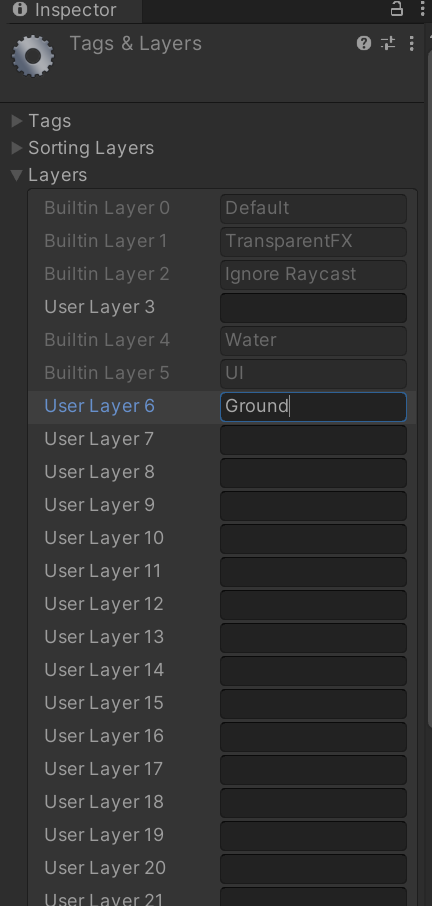 Inspector
Tags & Layers
Tags
Sorting Layers
Layers
Builtin Layer 0 Default
Builtin Layer 1 TransparentFX
Builtin Layer 2 Ignore Raycast
User Layer 3
Builtin Layer 4 Water
Builtin Layer 5 UI
User Layer 6 Ground
User Layer 7
User Layer 8
User Layer 9
User Layer 10
User Layer 11
User Layer 12
User Layer 13
User Layer 14
User Layer 15
User Layer 16
User Layer 17
User Layer 18
User Layer 19
User Layer 20
User Layer 21